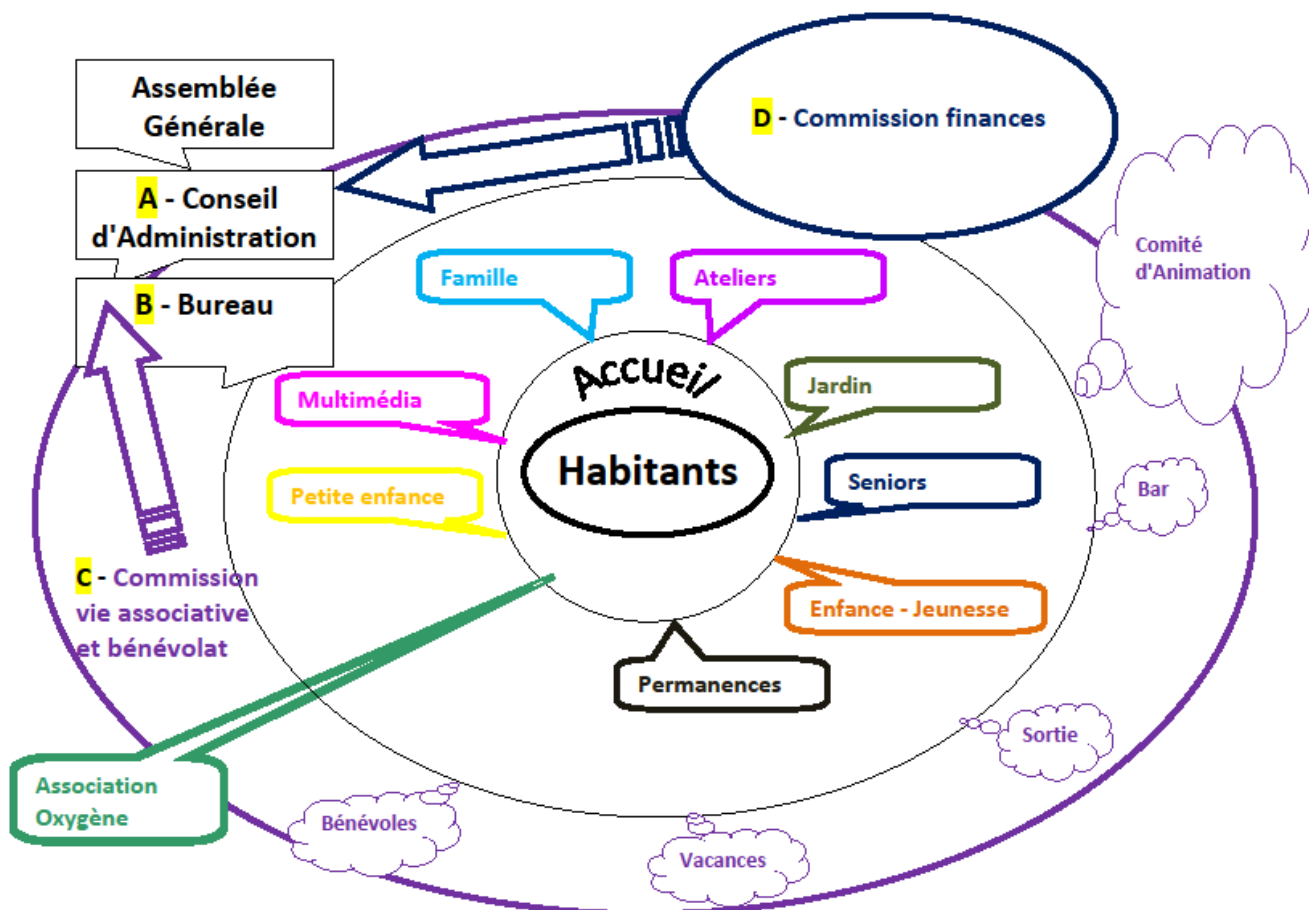 Assemblée
Générale
A - Conseil
d'Administration
B - Bureau
D - Commission finances
Comité
d'Animation
Famille
Ateliers
Accueil
Multimédia
Jardin
Habitants
Petite enfance
Seniors
Bar
C - Commission
vie associative
et bénévolat
Enfance - Jeunesse
Permanences
Sortie
Association
Oxygène
Bénévoles
Vacances